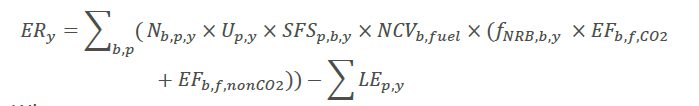 ER_y = ∑_{b,p} ( N_{b,p,y} × U_{p,y} × SFS_{p,b,y} × NCV_{b,fuel} × (f_{NRB,b,y} × EF_{b,f,CO2}
+ EF_{b,f,nonCO2})) − ∑ LE_{p,y}